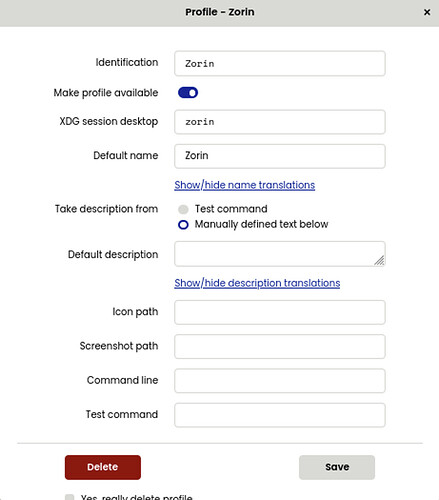 Profile – Zorin ×
Identification Zorin
Make profile available
XDG session desktop zorin
Default name Zorin
Show/hide name translations
Take description from Test command
Manually defined text below
Default description
Show/hide description translations
Icon path
Screenshot path
Command line
Test command
Delete Save
Yes, really delete profile